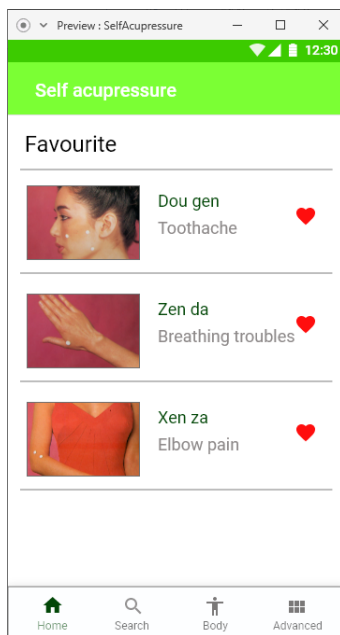 Preview : SelfAcupressure
12:30
Self acupressure
Favourite
Dou gen
Toothache
Zen da
Breathing troubles
Xen za
Elbow pain
Home
Search
Body
Advanced